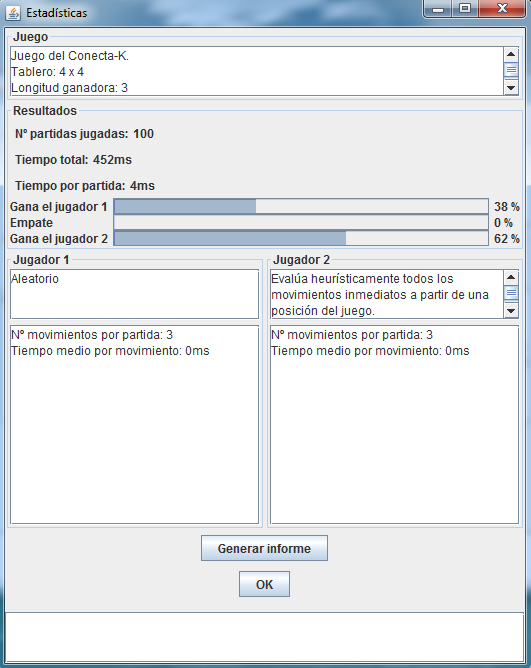 Estadísticas
Juego
Juego del Conecta-K.
Tablero: 4 x 4
Longitud ganadora: 3
Resultados
Nº partidas jugadas: 100
Tiempo total: 452ms
Tiempo por partida: 4ms
Gana el jugador 1 38 %
Empate 0 %
Gana el jugador 2 62 %
Jugador 1
Aleatorio
Nº movimientos por partida: 3
Tiempo medio por movimiento: 0ms
Jugador 2
Evalúa heurísticamente todos los
movimientos inmediatos a partir de una
posición del juego.
Nº movimientos por partida: 3
Tiempo medio por movimiento: 0ms
Generar informe
OK